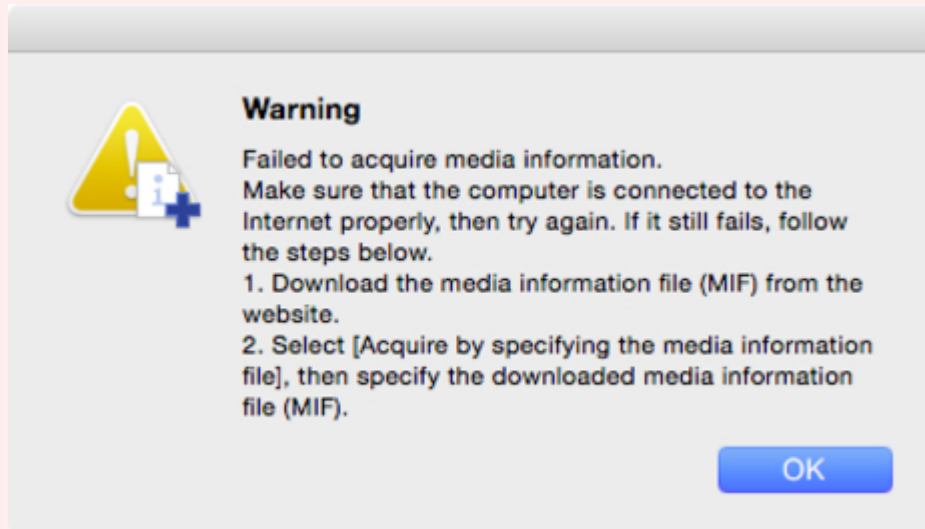 Warning
Failed to acquire media information.
Make sure that the computer is connected to the
Internet properly, then try again. If it still fails, follow
the steps below.
1. Download the media information file (MIF) from the
website.
2. Select [Acquire by specifying the media information
file], then specify the downloaded media information
file (MIF).
OK